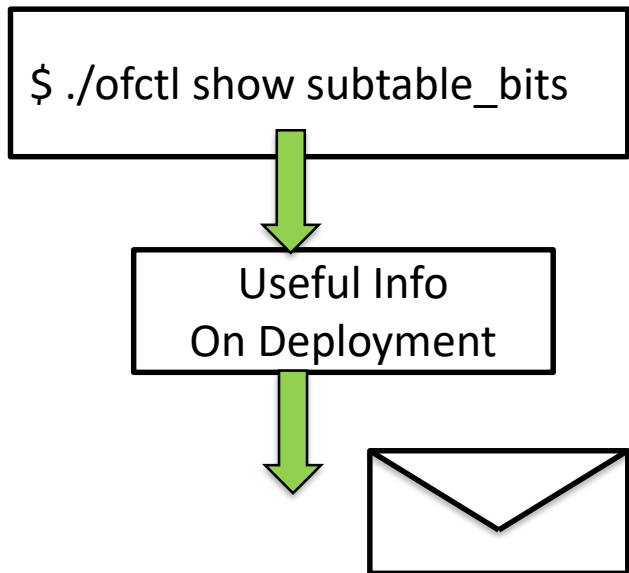 $ ./ofctl show subtable_bits
Useful Info
On Deployment